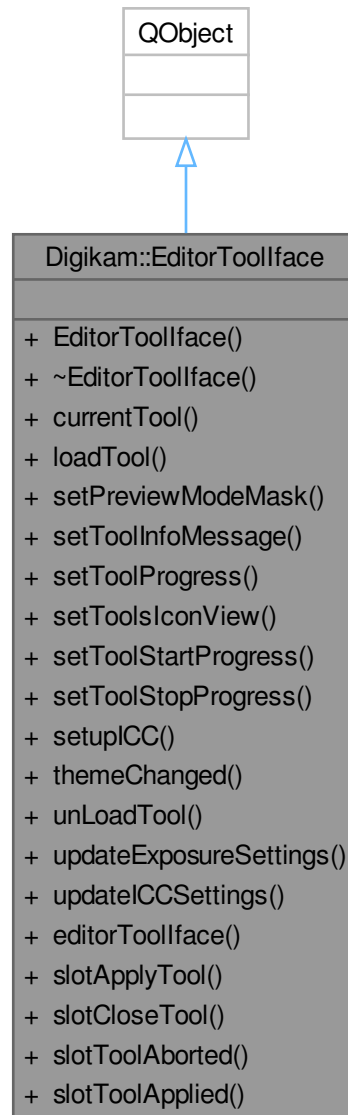 QObject
Digikam::EditorToolIface
+ EditorToolIface()
+ ~EditorToolIface()
+ currentTool()
+ loadTool()
+ setPreviewModeMask()
+ setToolInfoMessage()
+ setToolProgress()
+ setToolsIconView()
+ setToolStartProgress()
+ setToolStopProgress()
+ setupICC()
+ themeChanged()
+ unLoadTool()
+ updateExposureSettings()
+ updateICCSettings()
+ editorToolIface()
+ slotApplyTool()
+ slotCloseTool()
+ slotToolAborted()
+ slotToolApplied()